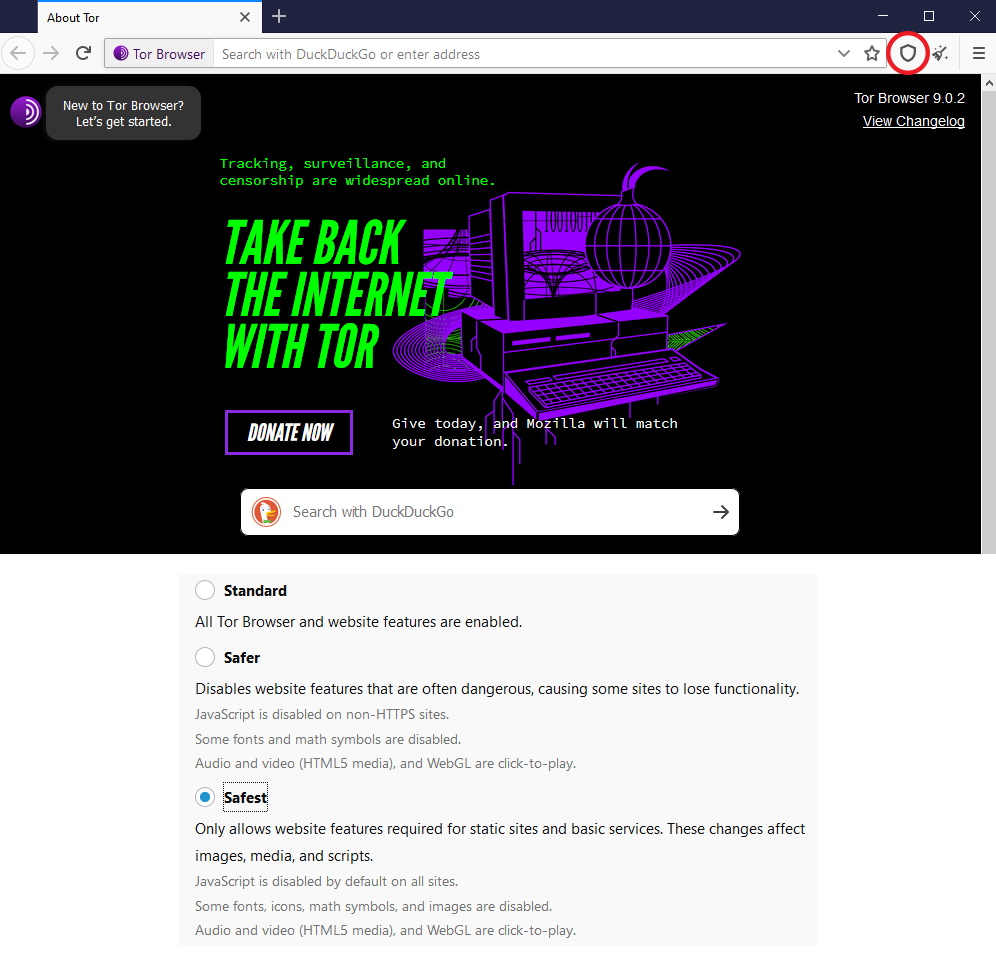 About Tor
Tor Browser
Search with DuckDuckGo or enter address
New to Tor Browser?
Let's get started.
Tor Browser 9.0.2
View Changelog
Tracking, surveillance, and
censorship are widespread online.
TAKE BACK
THE INTERNET
WITH TOR
DONATE NOW
Give today, and Mozilla will match
your donation.
Search with DuckDuckGo
Standard
All Tor Browser and website features are enabled.
Safer
Disables website features that are often dangerous, causing some sites to lose functionality.
JavaScript is disabled on non-HTTPS sites.
Some fonts and math symbols are disabled.
Audio and video (HTML5 media), and WebGL are click-to-play.
Safest
Only allows website features required for static sites and basic services. These changes affect
images, media, and scripts.
JavaScript is disabled by default on all sites.
Some fonts, icons, math symbols, and images are disabled.
Audio and video (HTML5 media), and WebGL are click-to-play.